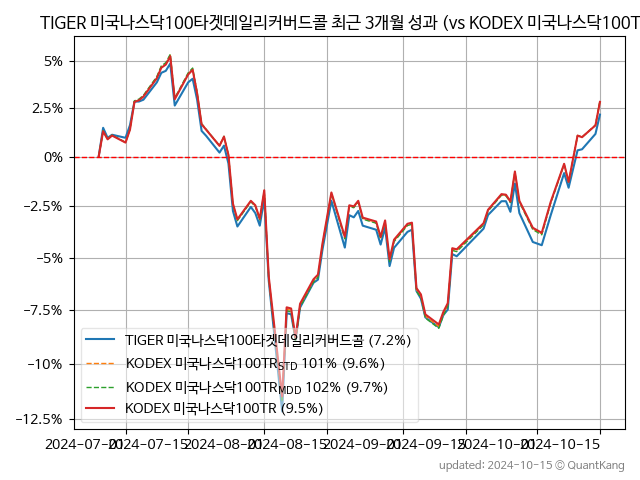 TIGER 미국나스닥100타겟데일리커버드콜 최근 3개월 성과 (vs KODEX 미국나스닥100T
5%
2.5%
0%
−2.5%
−5%
−7.5%
−10%
−12.5%
TIGER 미국나스닥100타겟데일리커버드콜 (7.2%)
KODEX 미국나스닥100TR_STD 101% (9.6%)
KODEX 미국나스닥100TR_MDD 102% (9.7%)
KODEX 미국나스닥100TR (9.5%)
2024-07-01 2024-07-15 2024-08-01 2024-08-15 2024-09-01 2024-09-15 2024-10-01 2024-10-15
updated: 2024-10-15 © QuantKang